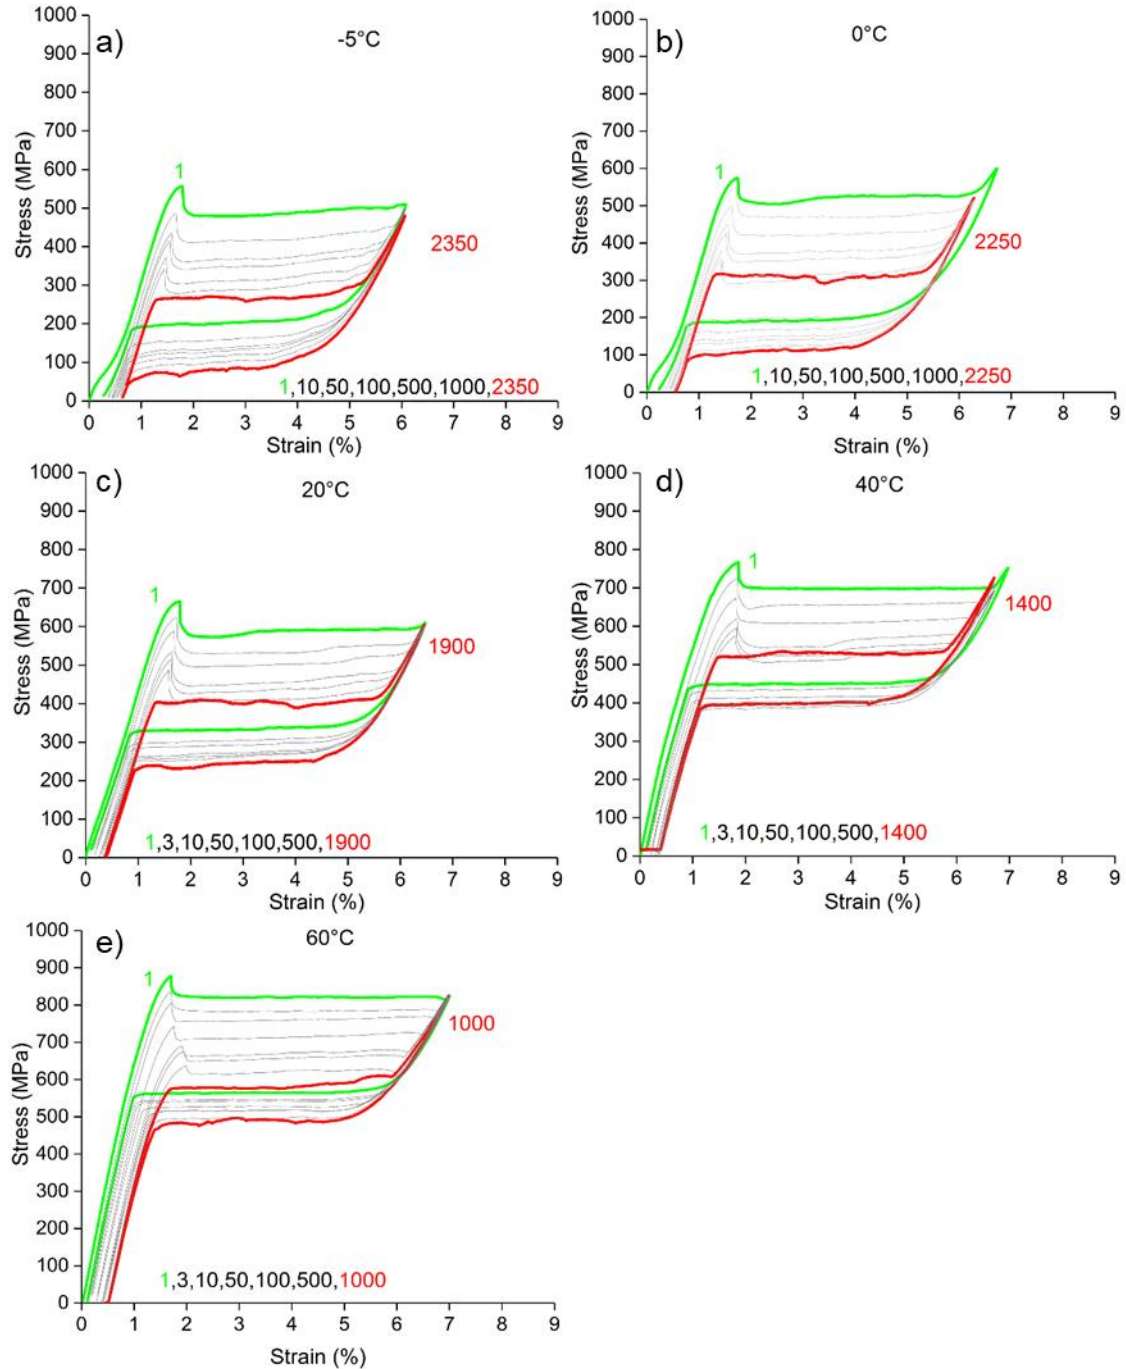 a)
-5°C
1000
900
800
700
600
500
400
300
200
100
0
Stress (MPa)
1
2350
1,10,50,100,500,1000,2350
0 1 2 3 4 5 6 7 8 9
Strain (%)
b)
0°C
1000
900
800
700
600
500
400
300
200
100
0
Stress (MPa)
1
2250
1,10,50,100,500,1000,2250
0 1 2 3 4 5 6 7 8 9
Strain (%)
c)
20°C
1000
900
800
700
600
500
400
300
200
100
0
Stress (MPa)
1
1900
1,3,10,50,100,500,1900
0 1 2 3 4 5 6 7 8 9
Strain (%)
d)
40°C
1000
900
800
700
600
500
400
300
200
100
0
Stress (MPa)
1
1400
1,3,10,50,100,500,1400
0 1 2 3 4 5 6 7 8 9
Strain (%)
e)
60°C
1000
900
800
700
600
500
400
300
200
100
0
Stress (MPa)
1
1000
1,3,10,50,100,500,1000
0 1 2 3 4 5 6 7 8 9
Strain (%)